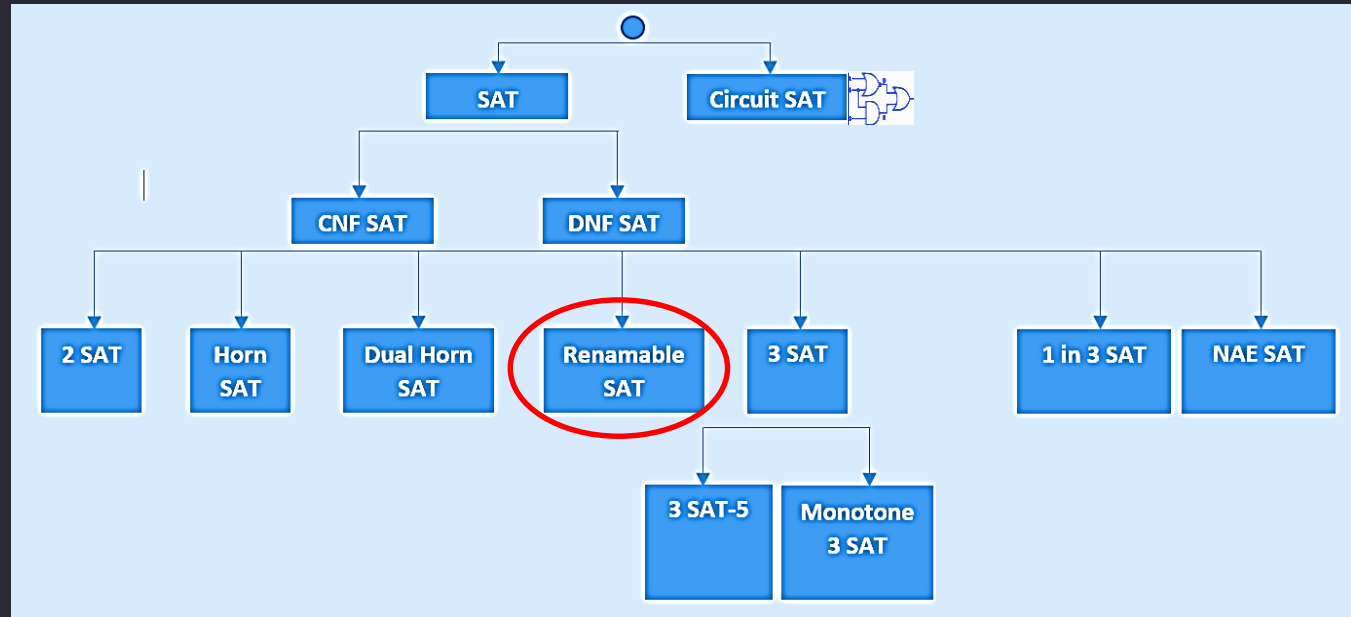 SAT
Circuit SAT
CNF SAT
DNF SAT
2 SAT
Horn
SAT
Dual Horn
SAT
Renamable
SAT
3 SAT
1 in 3 SAT
NAE SAT
3 SAT-5
Monotone
3 SAT